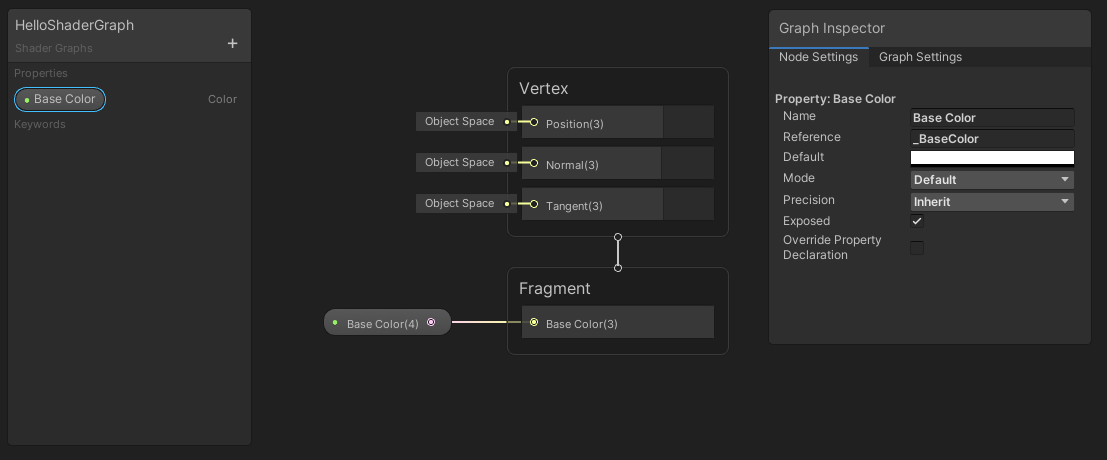 HelloShaderGraph
Shader Graphs
+
Properties
Base Color
Color
Keywords
Vertex
Object Space
Position(3)
Object Space
Normal(3)
Object Space
Tangent(3)
Fragment
Base Color(4)
Base Color(3)
Graph Inspector
Node Settings
Graph Settings
Property: Base Color
Name
Base Color
Reference
_BaseColor
Default
Mode
Default
Precision
Inherit
Exposed
Override Property
Declaration